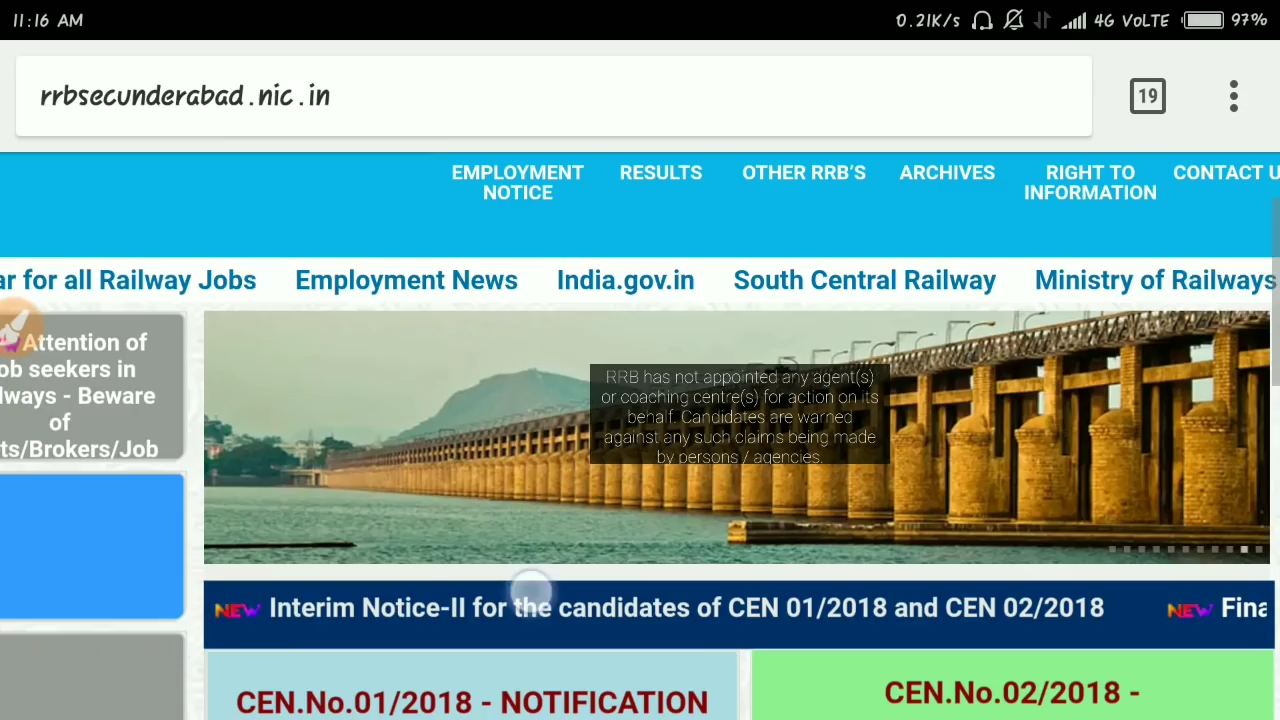 11:16 AM
0.21K/s 4G VoLTE 97%
rrbsecunderabad.nic.in
19
EMPLOYMENT NOTICE
RESULTS
OTHER RRB'S
ARCHIVES
RIGHT TO INFORMATION
CONTACT U
ar for all Railway Jobs Employment News India.gov.in South Central Railway Ministry of Railways
Attention of
ob seekers in
lways - Beware
of
ts/Brokers/Job
RRB has not appointed any agent(s)
or coaching centre(s) for action on its
behalf. Candidates are warned
against any such claims being made
by persons / agencies.
NEW Interim Notice-II for the candidates of CEN 01/2018 and CEN 02/2018 NEW Fina
CEN.No.01/2018 - NOTIFICATION
CEN.No.02/2018 -